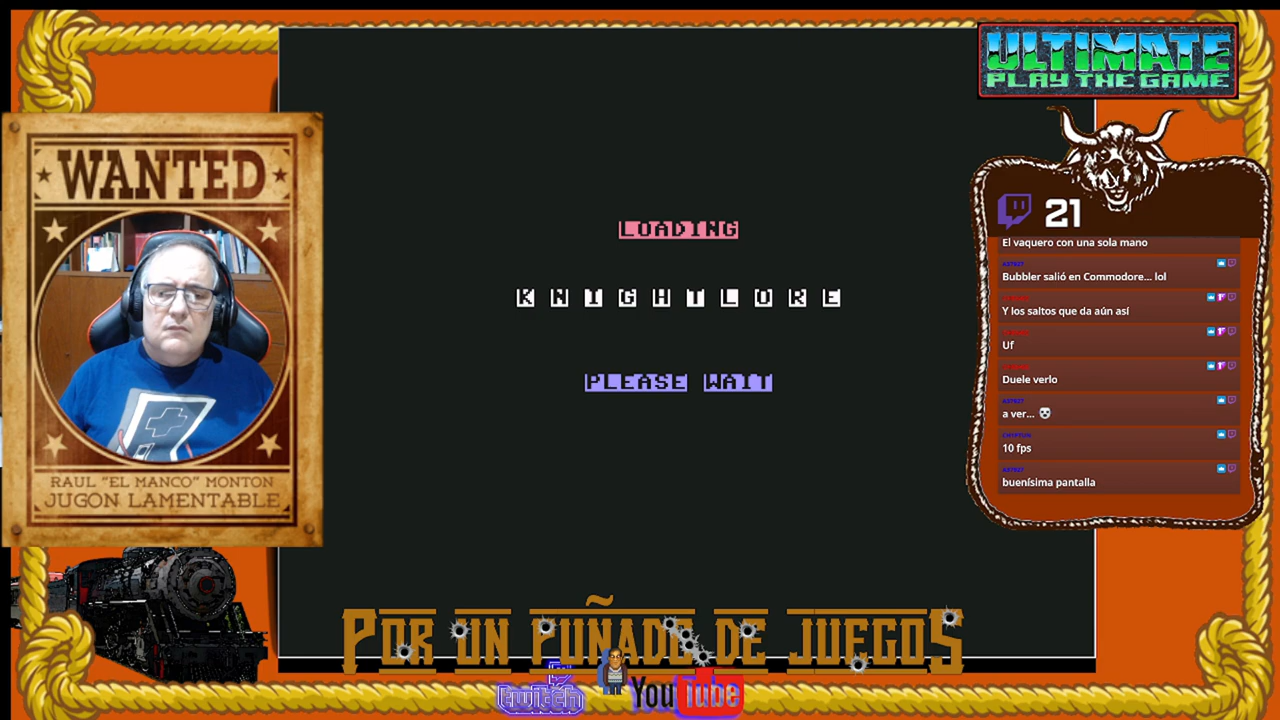 ULTIMATE
PLAY THE GAME
WANTED
RAUL "EL MANCO" MONTON
JUGON LAMENTABLE
LOADING
KNIGHTLORE
PLEASE WAIT
21
El vaquero con una sola mano
Bubbler salió en Commodore... lol
Y los saltos que da aún así
Uf
Duele verlo
a ver...
10 fps
buenísima pantalla
POR UN PUÑADO DE JUEGOS
twitch
YouTube